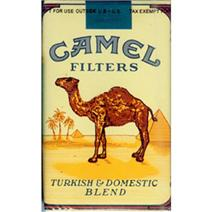 FOR USE OUTSIDE U.S. TAX EXEMPT
CAMEL
FILTERS
TURKISH & DOMESTIC
BLEND